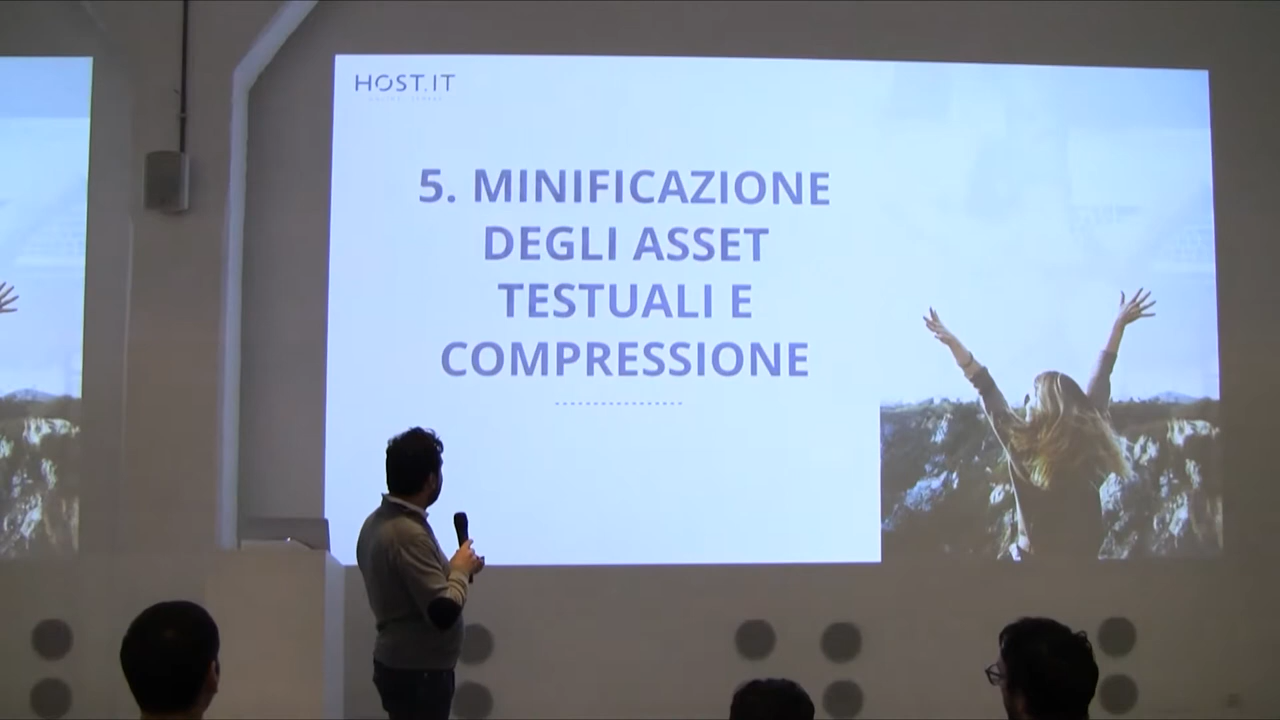 HOST.IT
5. MINIFICAZIONE
DEGLI ASSET
TESTUALI E
COMPRESSIONE